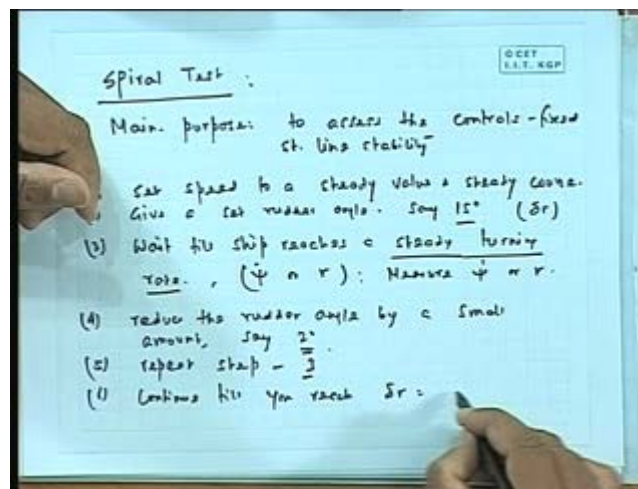 © CET
I.I.T. KGP
Spiral Test :
Main purpose: to assess the controls-fixed
st. line stability
Set speed to a steady value & steady course.
Give a set rudder angle. Say 15° (δr)
(3) Wait till ship reaches a steady turning
rate. , (ψ̇ or r) : Measure ψ̇ or r.
(4) reduce the rudder angle by a small
amount, say 2°.
(5) repeat step - 3
(6) Continue till you reach δr =